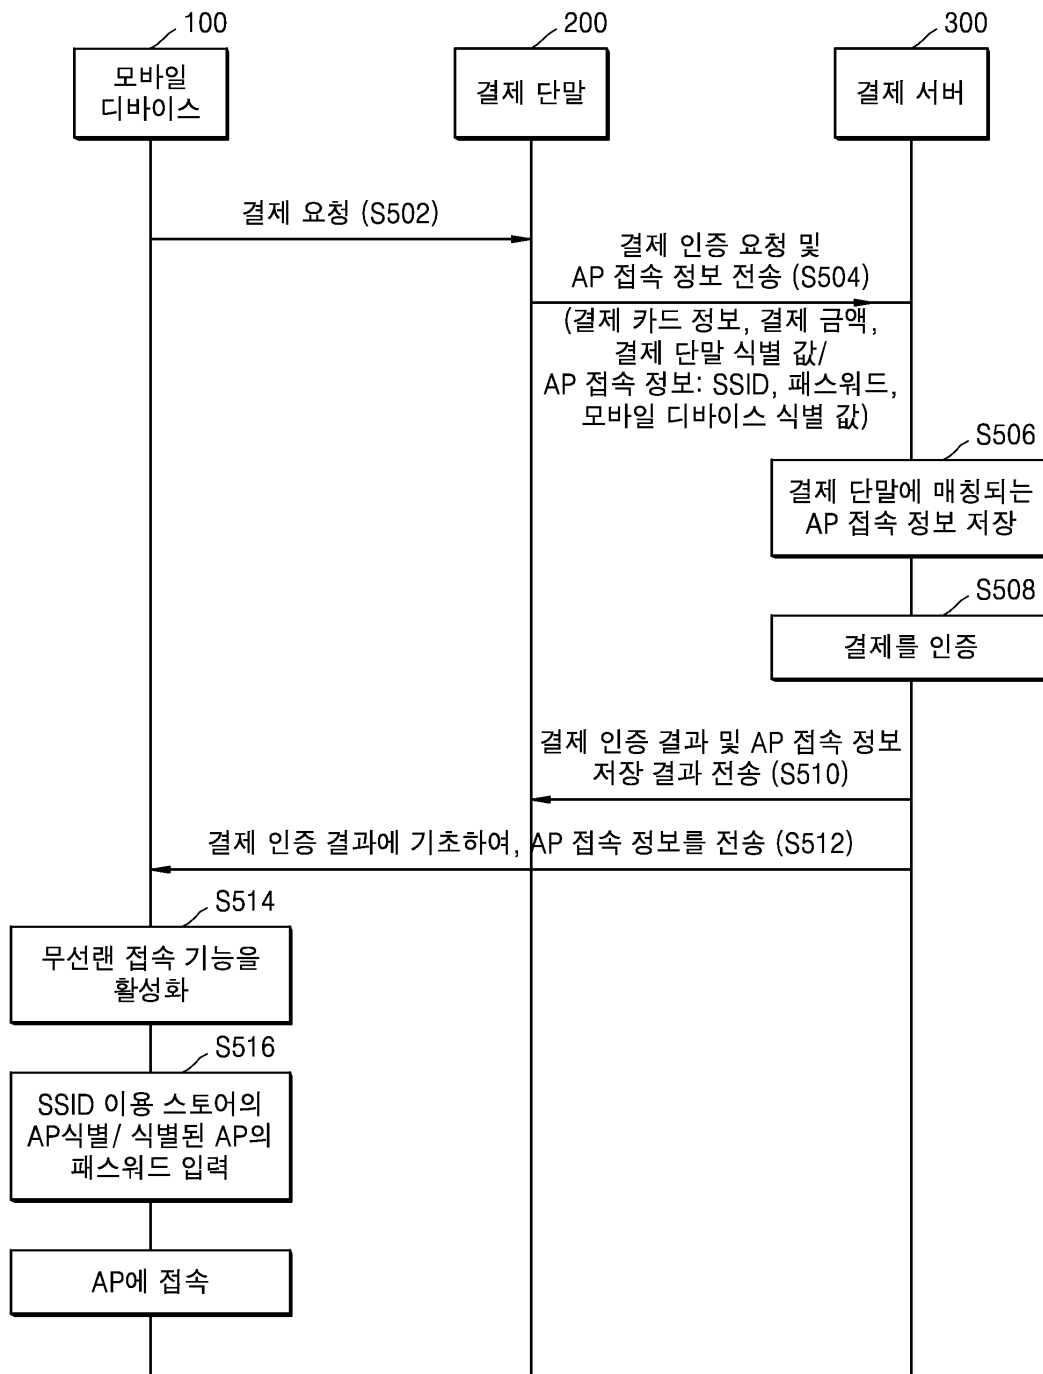 100
200
300
모바일
디바이스
결제 단말
결제 서버
결제 요청 (S502)
결제 인증 요청 및
AP 접속 정보 전송 (S504)
(결제 카드 정보, 결제 금액,
결제 단말 식별 값/
AP 접속 정보: SSID, 패스워드,
모바일 디바이스 식별 값)
S506
결제 단말에 매칭되는
AP 접속 정보 저장
S508
결제를 인증
결제 인증 결과 및 AP 접속 정보
저장 결과 전송 (S510)
결제 인증 결과에 기초하여, AP 접속 정보를 전송 (S512)
S514
무선랜 접속 기능을
활성화
S516
SSID 이용 스토어의
AP식별/ 식별된 AP의
패스워드 입력
AP에 접속